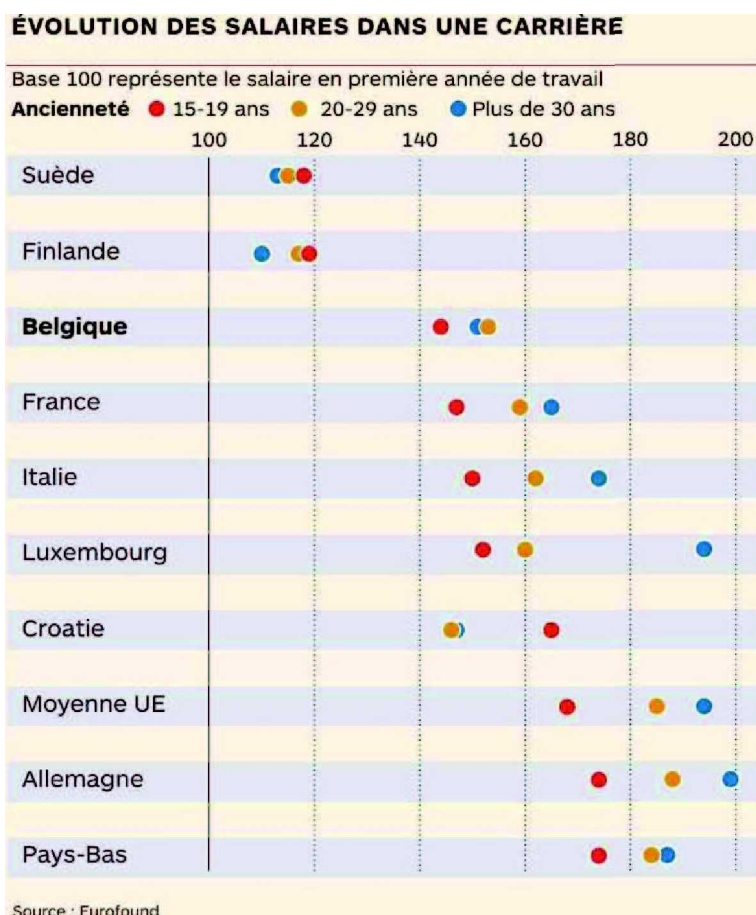 ÉVOLUTION DES SALAIRES DANS UNE CARRIÈRE
Base 100 représente le salaire en première année de travail
Ancienneté 15-19 ans 20-29 ans Plus de 30 ans
100 120 140 160 180 200
Suède
Finlande
Belgique
France
Italie
Luxembourg
Croatie
Moyenne UE
Allemagne
Pays-Bas
Source : Eurofound